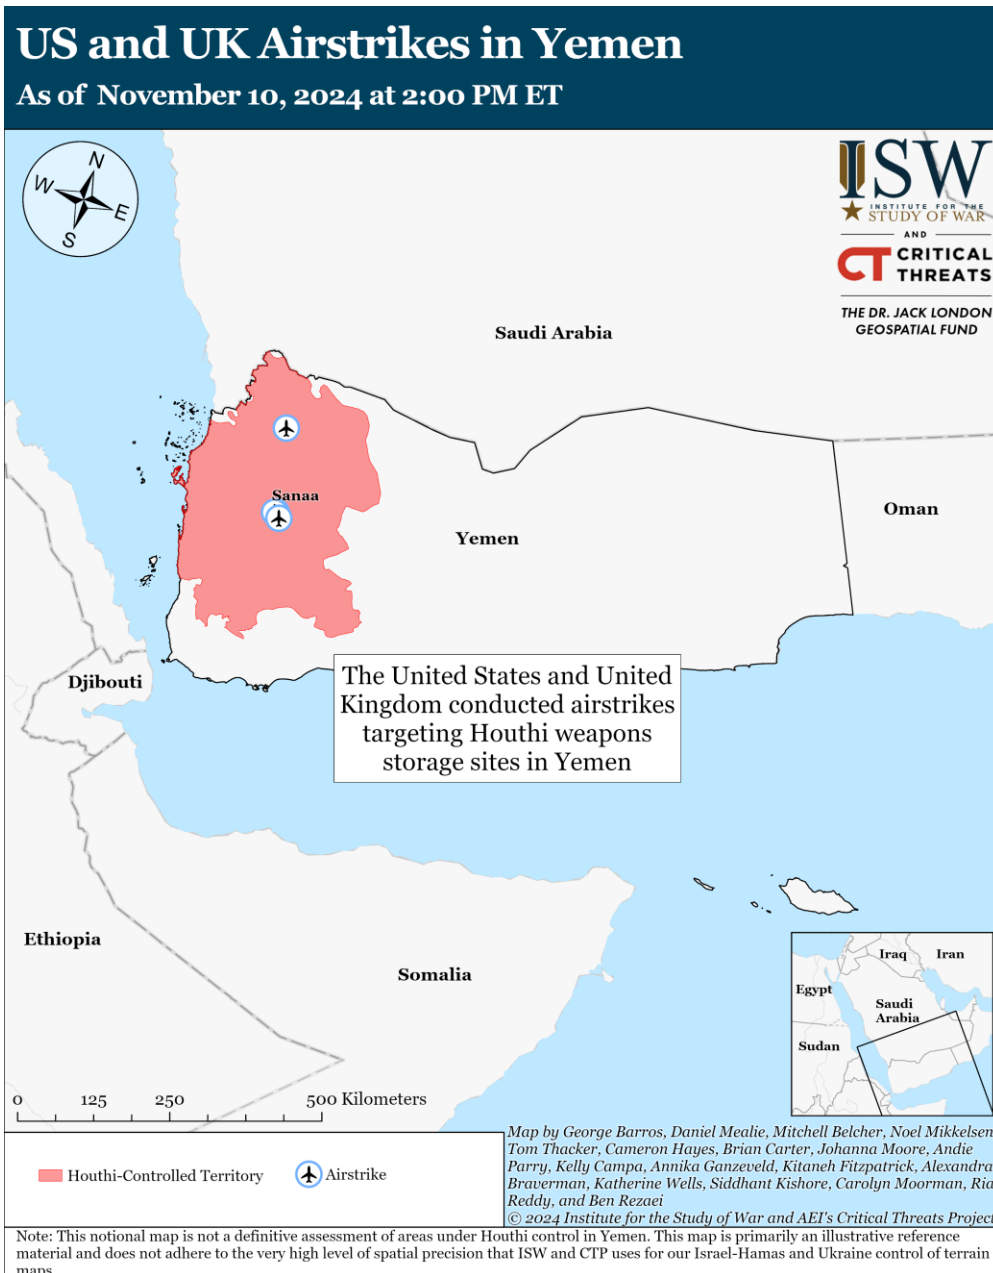 US and UK Airstrikes in Yemen
As of November 10, 2024 at 2:00 PM ET
N
W
E
S
ISW
INSTITUTE FOR THE
STUDY OF WAR
AND
CT CRITICAL
THREATS
THE DR. JACK LONDON
GEOSPATIAL FUND
Saudi Arabia
Sanaa
Oman
Yemen
The United States and United
Kingdom conducted airstrikes
targeting Houthi weapons
storage sites in Yemen
Djibouti
Ethiopia
Somalia
Iraq
Iran
Egypt
Saudi
Arabia
Sudan
0 125 250 500 Kilometers
Houthi-Controlled Territory
Airstrike
Map by George Barros, Daniel Mealie, Mitchell Belcher, Noel Mikkelsen,
Tom Thacker, Cameron Hayes, Brian Carter, Johanna Moore, Andie
Parry, Kelly Campa, Annika Ganzeveld, Kitaneh Fitzpatrick, Alexandra
Braverman, Katherine Wells, Siddhant Kishore, Carolyn Moorman, Ria
Reddy, and Ben Rezaei
© 2024 Institute for the Study of War and AEI's Critical Threats Project
Note: This notional map is not a definitive assessment of areas under Houthi control in Yemen. This map is primarily an illustrative reference
material and does not adhere to the very high level of spatial precision that ISW and CTP uses for our Israel-Hamas and Ukraine control of terrain
maps